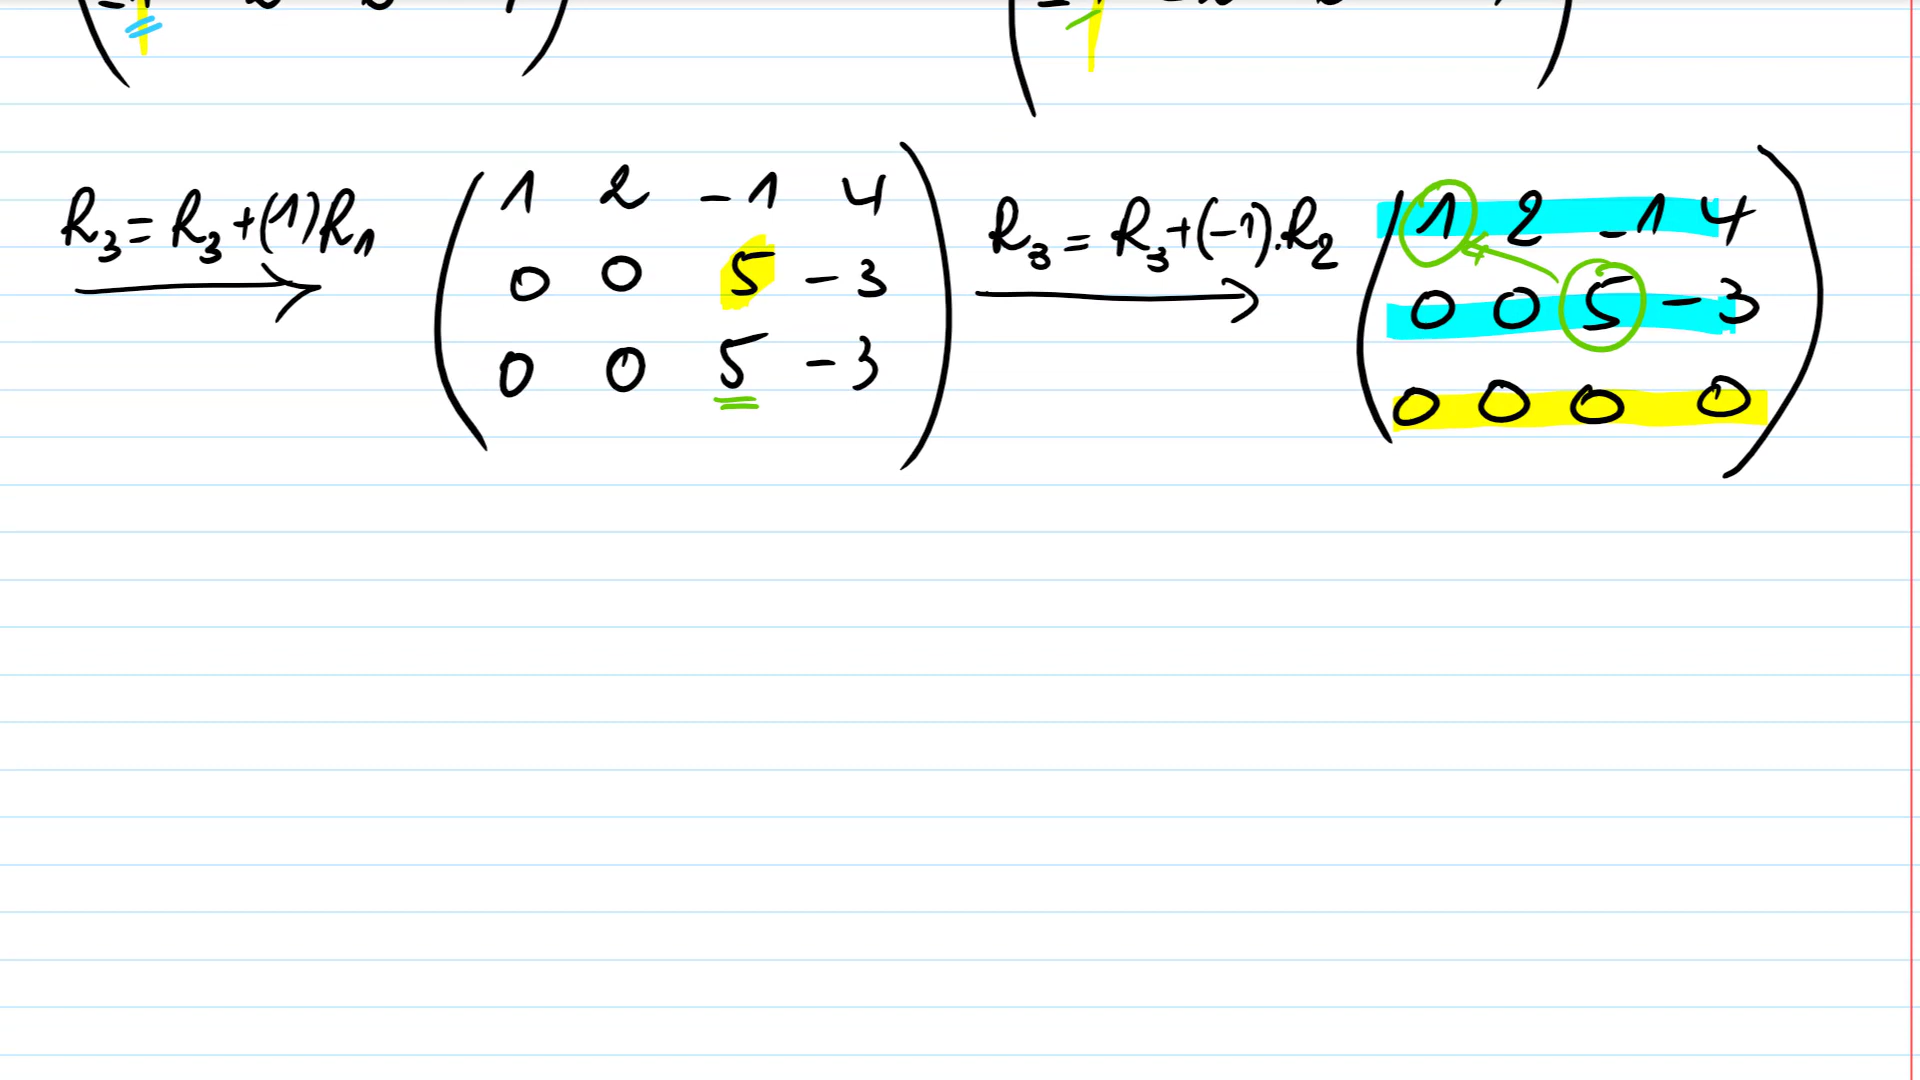 R₃ = R₃ + (1) R₁ → ( 1 2 -1 4 ) R₃ = R₃ + (-1) . R₂ → ( 1 2 -1 4 )
( 0 0 5 -3 ) ( 0 0 5 -3 )
( 0 0 5 -3 ) ( 0 0 0 0 )